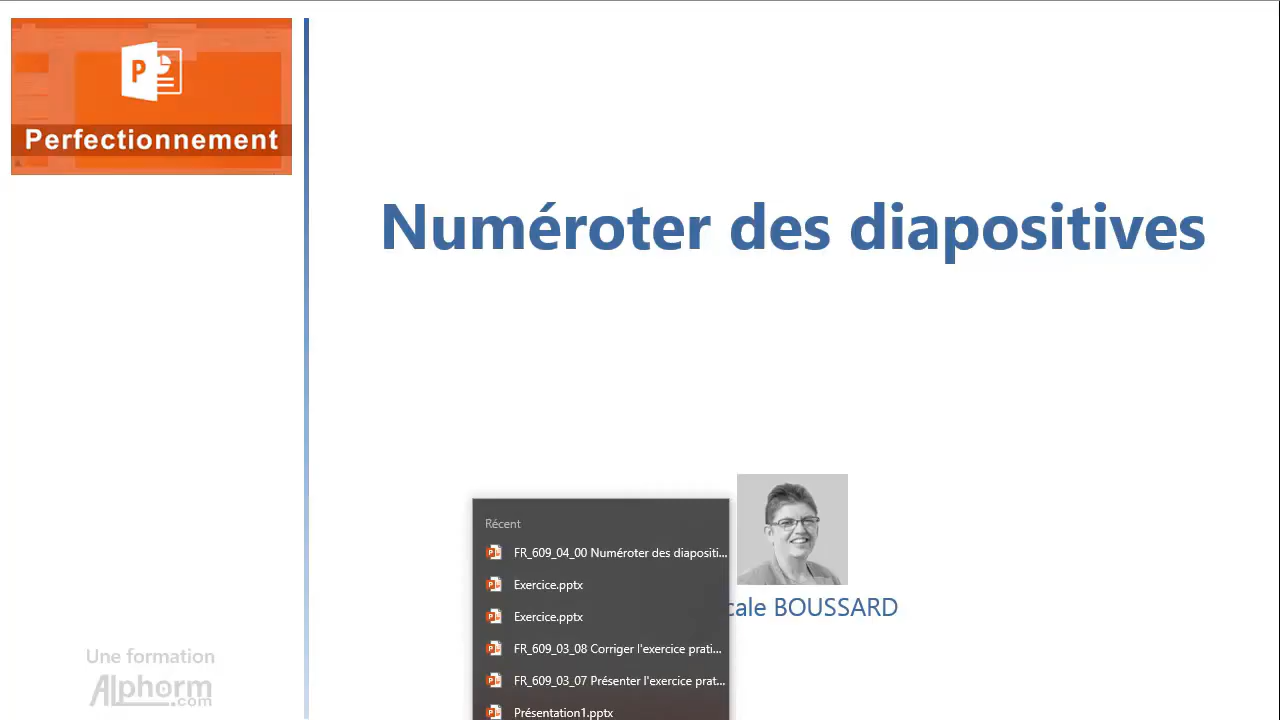 P
Perfectionnement
Numéroter des diapositives
cale BOUSSARD
Récent
FR_609_04_00 Numéroter des diapositi...
Exercice.pptx
Exercice.pptx
FR_609_03_08 Corriger l'exercice prati...
FR_609_03_07 Présenter l'exercice prat...
Présentation1.pptx
Une formation
Alphorm
.com